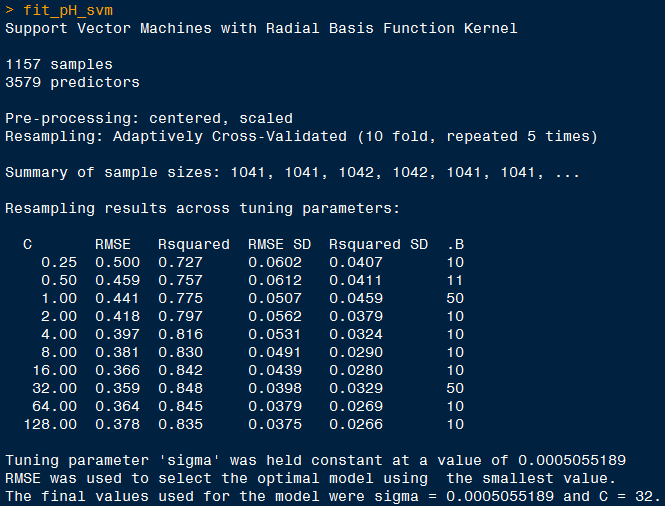 > fit_pH_svm
Support Vector Machines with Radial Basis Function Kernel
1157 samples
3579 predictors
Pre-processing: centered, scaled
Resampling: Adaptively Cross-Validated (10 fold, repeated 5 times)
Summary of sample sizes: 1041, 1041, 1042, 1042, 1041, 1041, ...
Resampling results across tuning parameters:
C RMSE Rsquared RMSE SD Rsquared SD .B
0.25 0.500 0.727 0.0602 0.0407 10
0.50 0.459 0.757 0.0612 0.0411 11
1.00 0.441 0.775 0.0507 0.0459 50
2.00 0.418 0.797 0.0562 0.0379 10
4.00 0.397 0.816 0.0531 0.0324 10
8.00 0.381 0.830 0.0491 0.0290 10
16.00 0.366 0.842 0.0439 0.0280 10
32.00 0.359 0.848 0.0398 0.0329 50
64.00 0.364 0.845 0.0379 0.0269 10
128.00 0.378 0.835 0.0375 0.0266 10
Tuning parameter 'sigma' was held constant at a value of 0.0005055189
RMSE was used to select the optimal model using  the smallest value.
The final values used for the model were sigma = 0.0005055189 and C = 32.